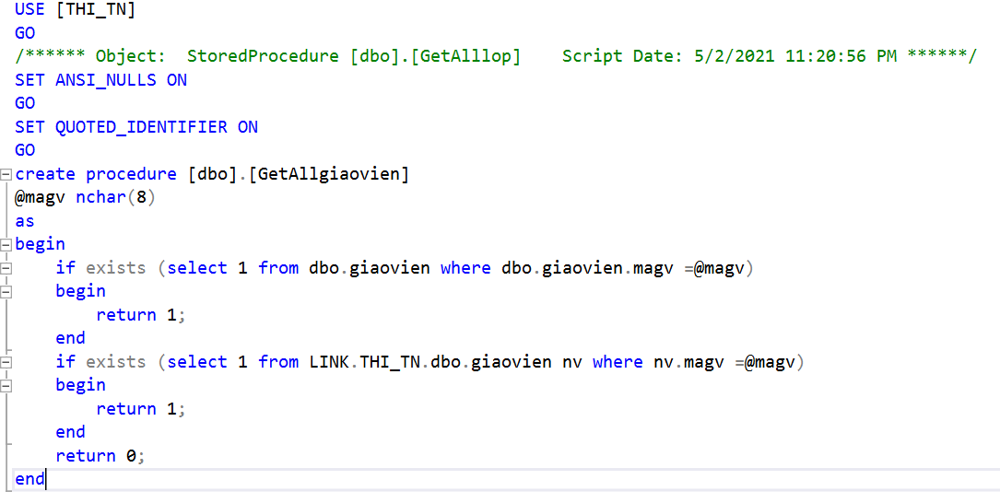 USE [THI_TN]
GO
/****** Object:  StoredProcedure [dbo].[GetAlllop]    Script Date: 5/2/2021 11:20:56 PM ******/
SET ANSI_NULLS ON
GO
SET QUOTED_IDENTIFIER ON
GO
create procedure [dbo].[GetAllgiaovien]
@magv nchar(8)
as
begin
    if exists (select 1 from dbo.giaovien where dbo.giaovien.magv =@magv)
    begin
        return 1;
    end
    if exists (select 1 from LINK.THI_TN.dbo.giaovien nv where nv.magv =@magv)
    begin
        return 1;
    end
    return 0;
end